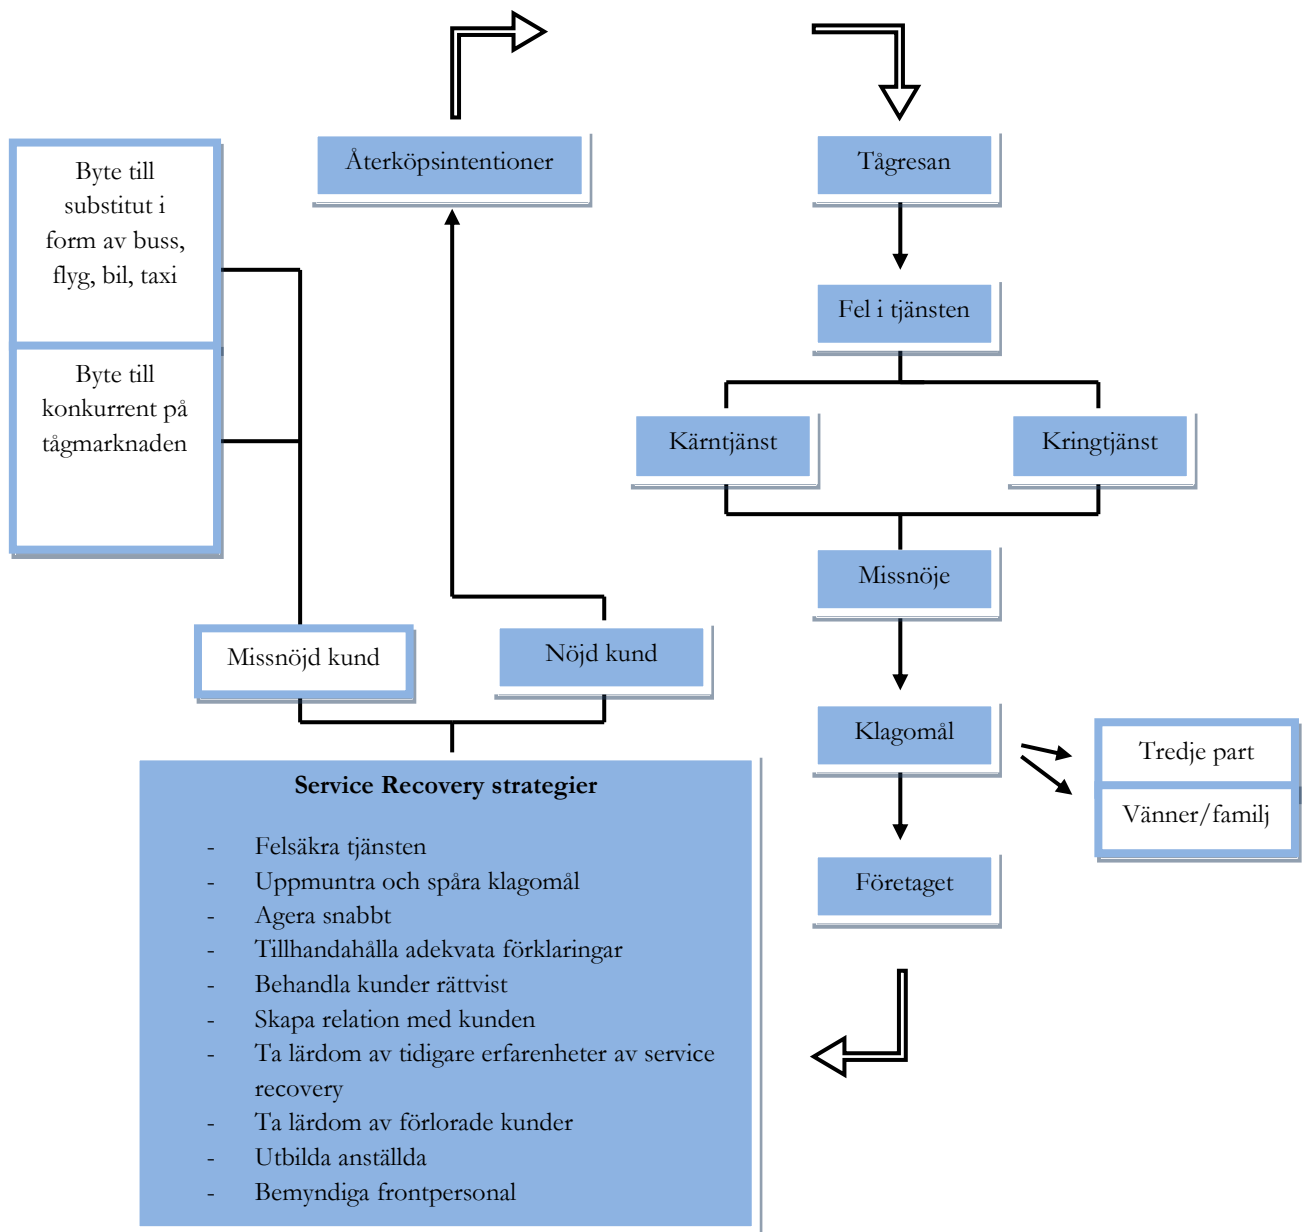 Återköpsintentioner
Tågresan
Byte till
substitut i
form av buss,
flyg, bil, taxi
Fel i tjänsten
Byte till
konkurrent på
tågmarknaden
Kärntjänst
Kringtjänst
Missnöje
Missnöjd kund
Nöjd kund
Klagomål
Tredje part
Vänner/familj
Företaget
Service Recovery strategier
- Felsäkra tjänsten
- Uppmuntra och spåra klagomål
- Agera snabbt
- Tillhandahålla adekvata förklaringar
- Behandla kunder rättvist
- Skapa relation med kunden
- Ta lärdom av tidigare erfarenheter av service
recovery
- Ta lärdom av förlorade kunder
- Utbilda anställda
- Bemyndiga frontpersonal